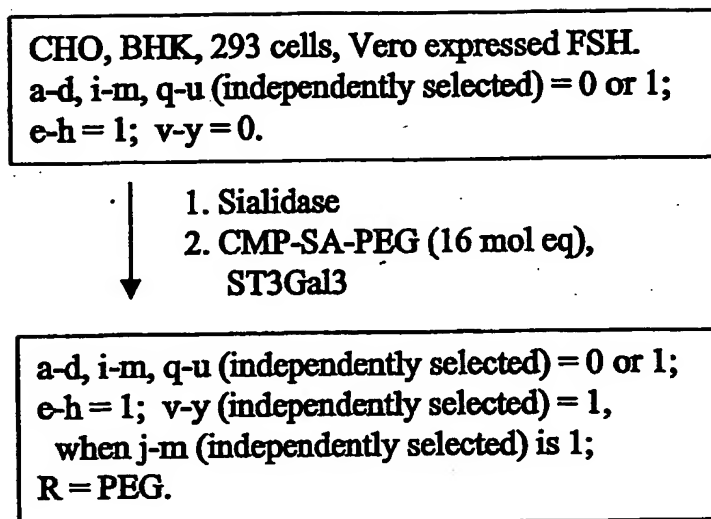 CHO, BHK, 293 cells, Vero expressed FSH.
a-d, i-m, q-u (independently selected) = 0 or 1;
e-h = 1; v-y = 0.
1. Sialidase
2. CMP-SA-PEG (16 mol eq),
ST3Gal3
a-d, i-m, q-u (independently selected) = 0 or 1;
e-h = 1; v-y (independently selected) = 1,
when j-m (independently selected) is 1;
R = PEG.